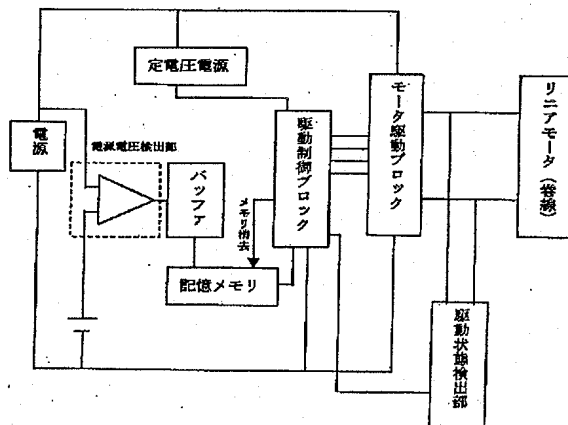 定電圧電源
電源
電源電圧検出部
バッファ
メモリ消去
記憶メモリ
駆動制御ブロック
モータ駆動ブロック
リニアモータ（巻線）
駆動状態検出部